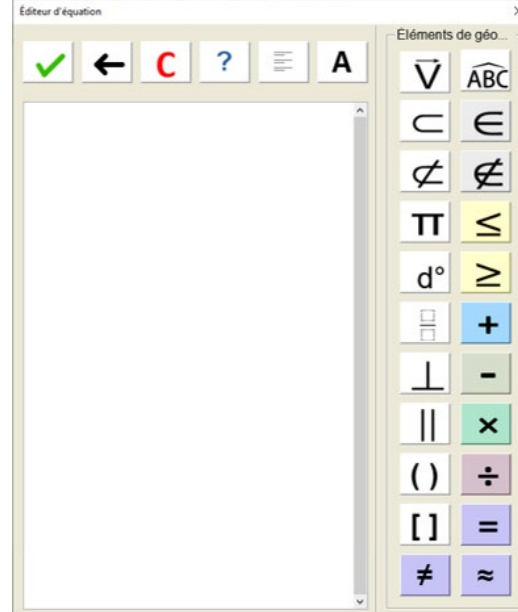 Éditeur d'équation
Éléments de géo...
C ? A
V⃗ ABC
⊂ ∈
⊄ ∉
π ≤
d° ≥
+
⊥ -
|| ×
( ) ÷
[ ] =
≠ ≈